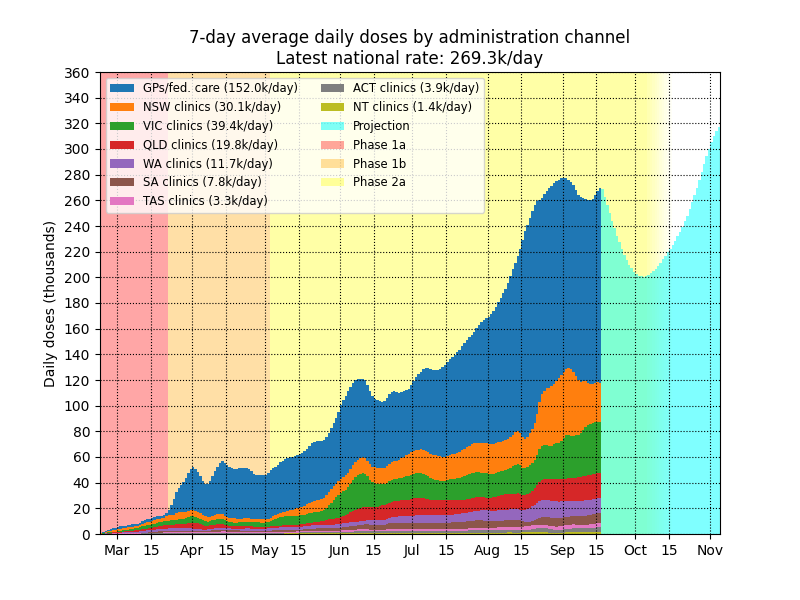 7-day average daily doses by administration channel
Latest national rate: 269.3k/day
GPs/fed. care (152.0k/day)
NSW clinics (30.1k/day)
VIC clinics (39.4k/day)
QLD clinics (19.8k/day)
WA clinics (11.7k/day)
SA clinics (7.8k/day)
TAS clinics (3.3k/day)
ACT clinics (3.9k/day)
NT clinics (1.4k/day)
Projection
Phase 1a
Phase 1b
Phase 2a
Daily doses (thousands)
360
340
320
300
280
260
240
220
200
180
160
140
120
100
80
60
40
20
0
Mar 15 Apr 15 May 15 Jun 15 Jul 15 Aug 15 Sep 15 Oct 15 Nov